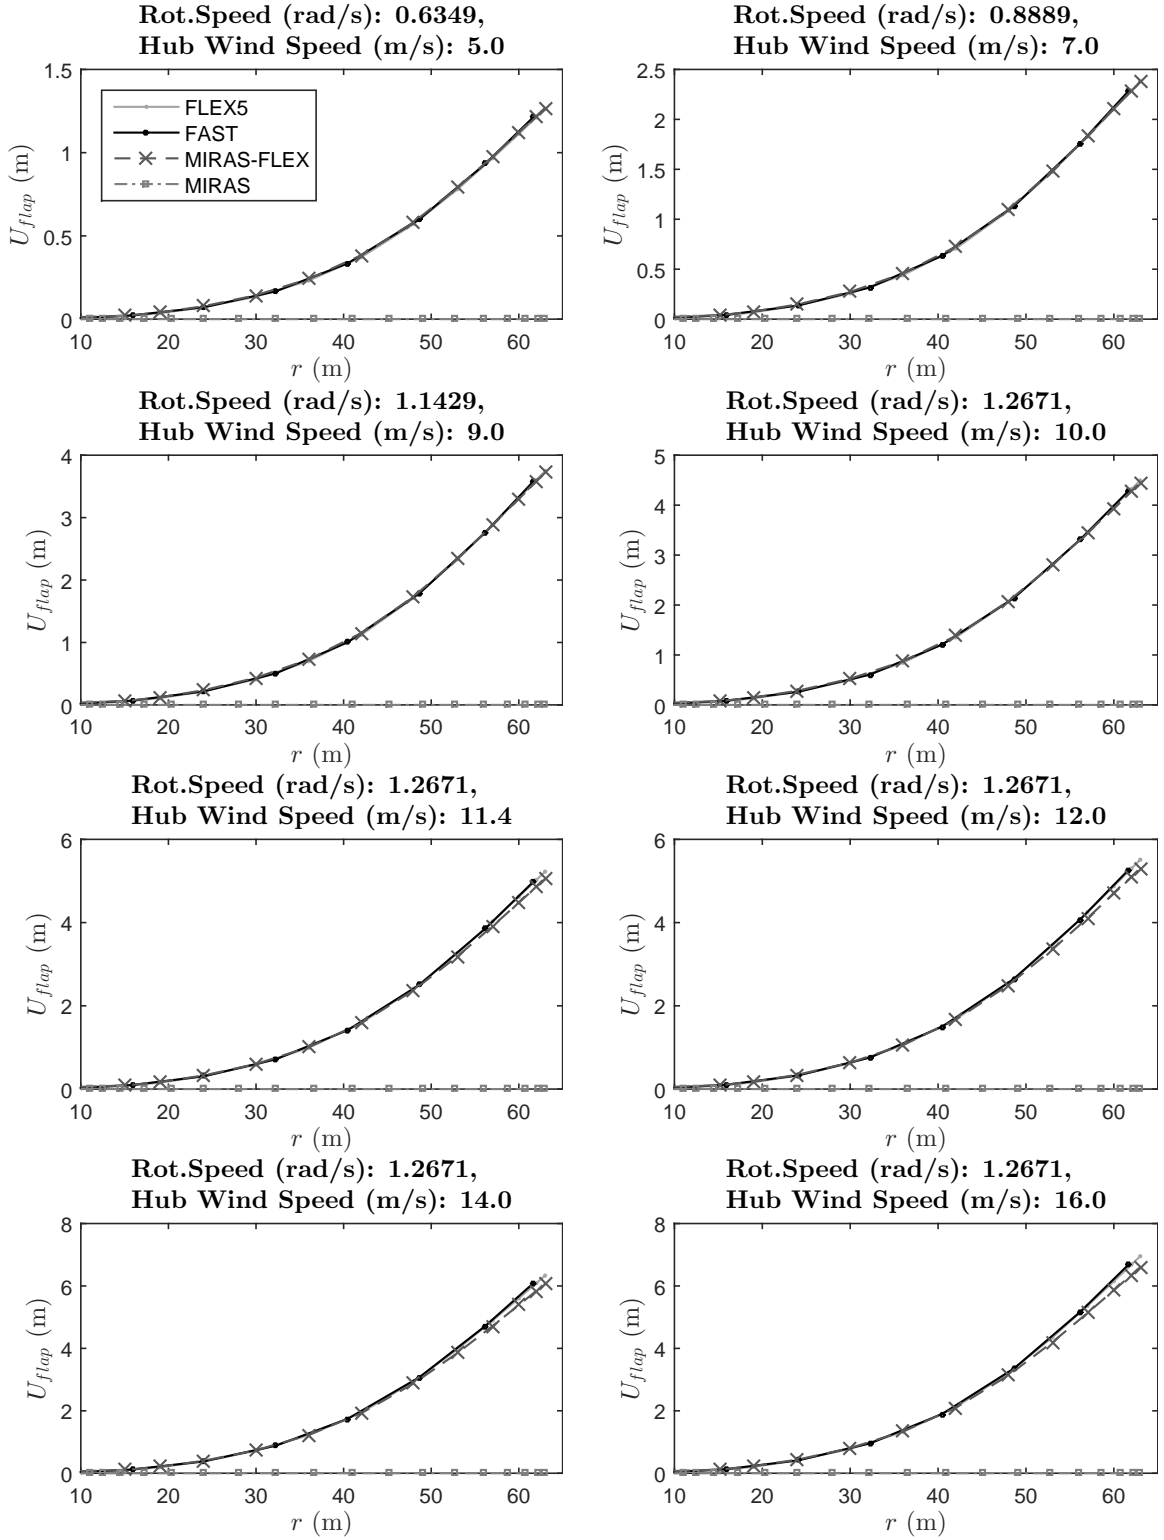 Rot.Speed (rad/s): 0.6349,
Hub Wind Speed (m/s): 5.0
1.5
1
0.5
0
U_flap (m)
FLEX5
FAST
MIRAS-FLEX
MIRAS
10 20 30 40 50 60
r (m)
Rot.Speed (rad/s): 0.8889,
Hub Wind Speed (m/s): 7.0
2.5
2
1.5
1
0.5
0
U_flap (m)
10 20 30 40 50 60
r (m)
Rot.Speed (rad/s): 1.1429,
Hub Wind Speed (m/s): 9.0
4
3
2
1
0
U_flap (m)
10 20 30 40 50 60
r (m)
Rot.Speed (rad/s): 1.2671,
Hub Wind Speed (m/s): 10.0
5
4
3
2
1
0
U_flap (m)
10 20 30 40 50 60
r (m)
Rot.Speed (rad/s): 1.2671,
Hub Wind Speed (m/s): 11.4
6
4
2
0
U_flap (m)
10 20 30 40 50 60
r (m)
Rot.Speed (rad/s): 1.2671,
Hub Wind Speed (m/s): 12.0
6
4
2
0
U_flap (m)
10 20 30 40 50 60
r (m)
Rot.Speed (rad/s): 1.2671,
Hub Wind Speed (m/s): 14.0
8
6
4
2
0
U_flap (m)
10 20 30 40 50 60
r (m)
Rot.Speed (rad/s): 1.2671,
Hub Wind Speed (m/s): 16.0
8
6
4
2
0
U_flap (m)
10 20 30 40 50 60
r (m)